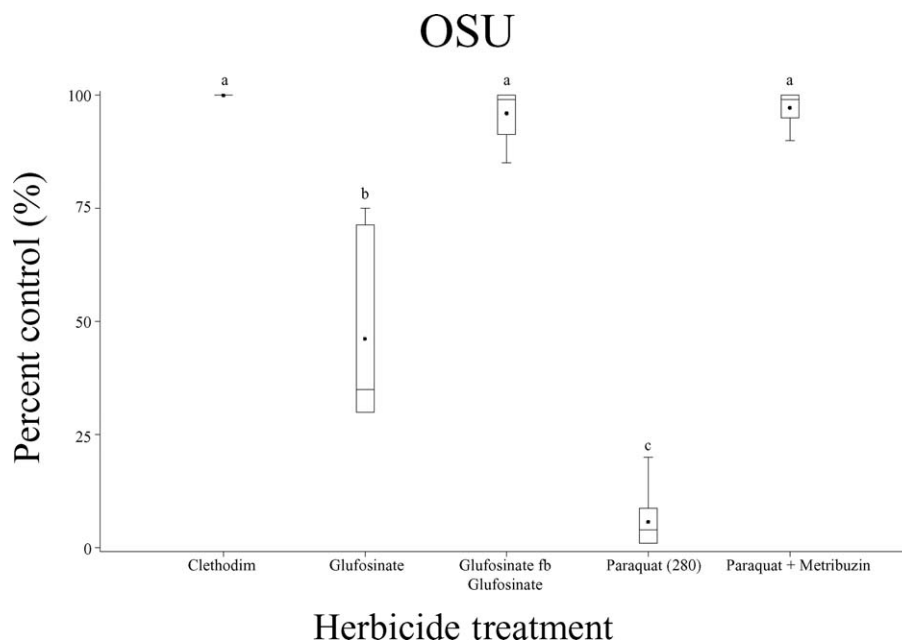 OSU
a
a
a
b
c
100
75
50
25
0
Percent control (%)
Clethodim
Glufosinate
Glufosinate fb
Glufosinate
Paraquat (280)
Paraquat + Metribuzin
Herbicide treatment